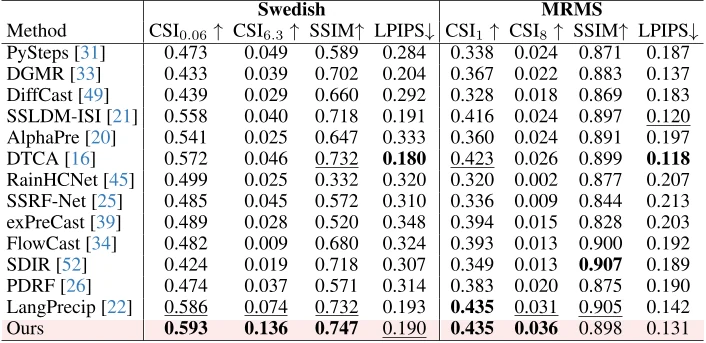 Swedish MRMS
Method CSI0.06 ↑ CSI6.3 ↑ SSIM↑ LPIPS↓ CSI1 ↑ CSI8 ↑ SSIM↑ LPIPS↓
PySteps [31] 0.473 0.049 0.589 0.284 0.338 0.024 0.871 0.187
DGMR [33] 0.433 0.039 0.702 0.204 0.367 0.022 0.883 0.137
DiffCast [49] 0.439 0.029 0.660 0.292 0.328 0.018 0.869 0.183
SSLDM-ISI [21] 0.558 0.040 0.718 0.191 0.416 0.024 0.897 0.120
AlphaPre [20] 0.541 0.025 0.647 0.333 0.360 0.024 0.891 0.197
DTCA [16] 0.572 0.046 0.732 0.180 0.423 0.026 0.899 0.118
RainHCNet [45] 0.499 0.025 0.332 0.320 0.320 0.002 0.877 0.207
SSRF-Net [25] 0.485 0.045 0.572 0.310 0.336 0.009 0.844 0.213
exPreCast [39] 0.489 0.028 0.520 0.348 0.394 0.015 0.828 0.203
FlowCast [34] 0.482 0.009 0.680 0.324 0.393 0.013 0.900 0.192
SDIR [52] 0.424 0.019 0.718 0.307 0.349 0.013 0.907 0.189
PDRF [26] 0.474 0.037 0.571 0.314 0.383 0.020 0.875 0.190
LangPrecip [22] 0.586 0.074 0.732 0.193 0.435 0.031 0.905 0.142
Ours 0.593 0.136 0.747 0.190 0.435 0.036 0.898 0.131